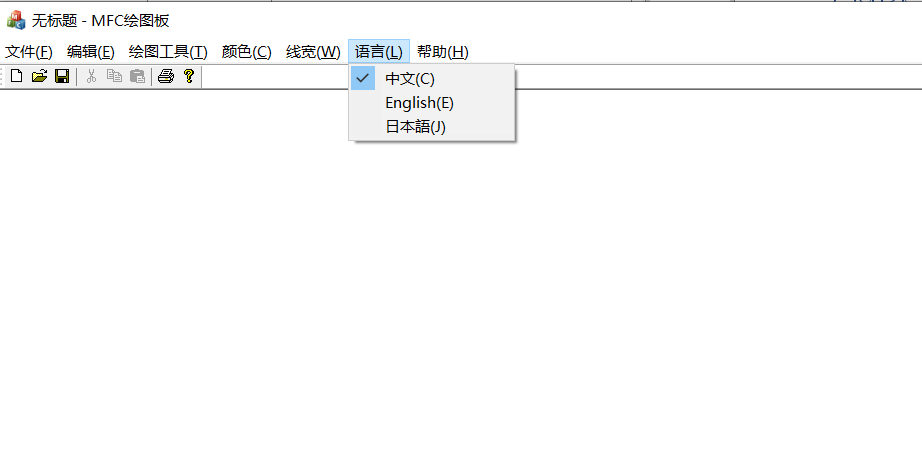 无标题 - MFC绘图板
文件(F) 编辑(E) 绘图工具(T) 颜色(C) 线宽(W) 语言(L) 帮助(H)
中文(C)
English(E)
日本語(J)